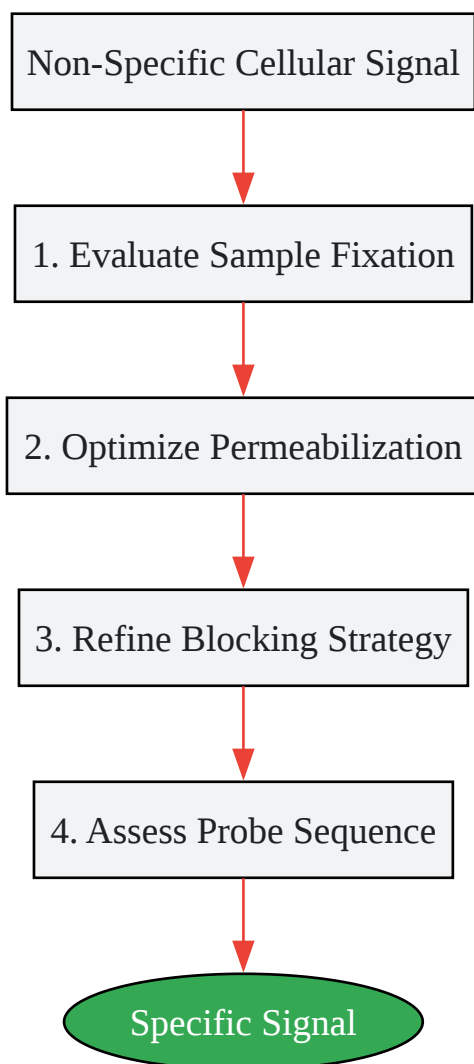 Non-Specific Cellular Signal
1. Evaluate Sample Fixation
2. Optimize Permeabilization
3. Refine Blocking Strategy
4. Assess Probe Sequence
Specific Signal